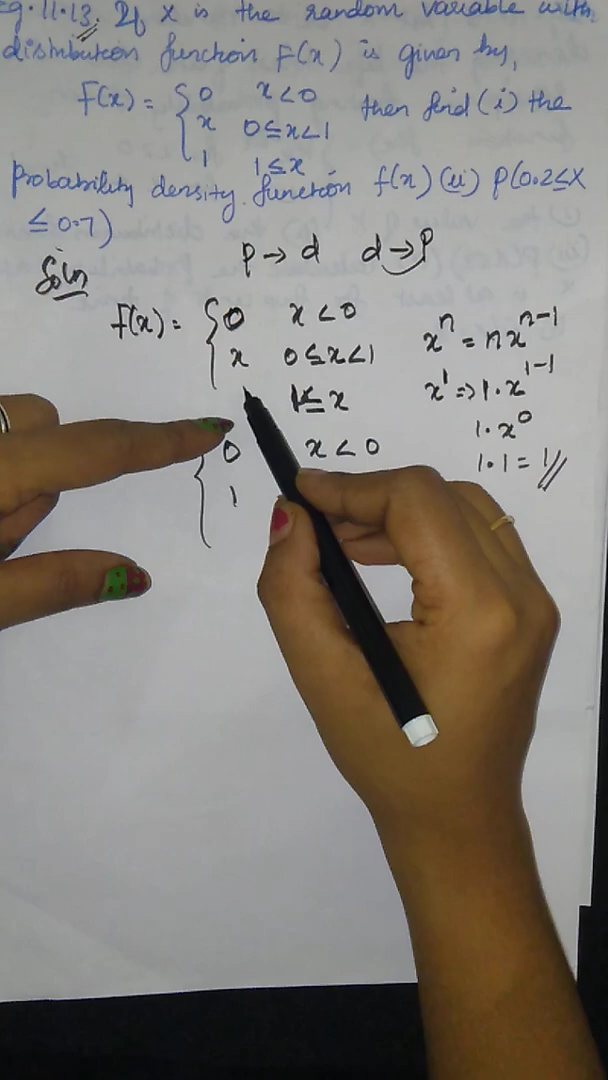 eg. 11.13. If X is the random variable with
distribution function F(x) is given by,
F(x) = { 0 x < 0
x 0 ≤ x < 1 then find (i) the
1 1 ≤ x
Probability density function f(x) (ii) P(0.2 ≤ X
≤ 0.7)
Soln
P → d d → P
f(x) = { 0 x < 0
x 0 ≤ x < 1
1 ≤ x
{ 0 x < 0
1
xⁿ = nxⁿ⁻¹
x¹ => 1.x¹⁻¹
1.x⁰
1.1 = 1//